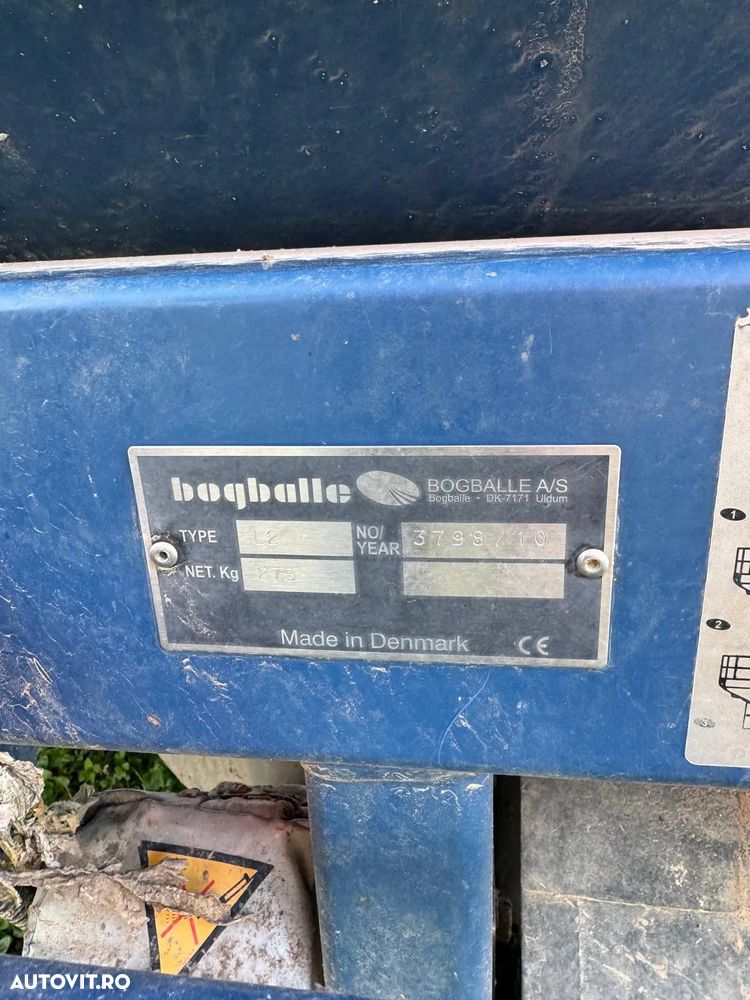 bogballe BOGBALLE A/S
Bogballe • DK-7171 Uldum
TYPE L2 NO/ YEAR 3798/10
NET. Kg 275
Made in Denmark CE
1
2
AUTOVIT.RO